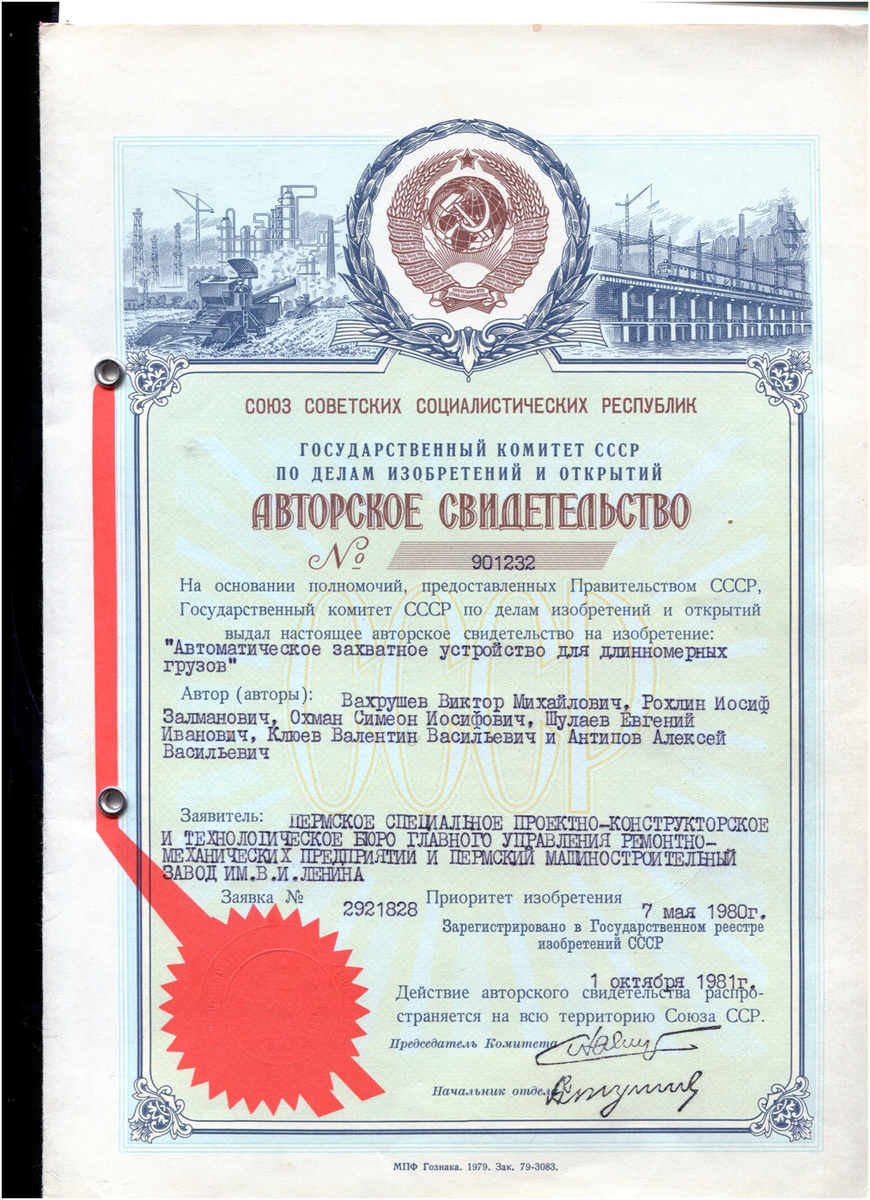 СОЮЗ СОВЕТСКИХ СОЦИАЛИСТИЧЕСКИХ РЕСПУБЛИК
ГОСУДАРСТВЕННЫЙ КОМИТЕТ СССР
ПО ДЕЛАМ ИЗОБРЕТЕНИЙ И ОТКРЫТИЙ
АВТОРСКОЕ СВИДЕТЕЛЬСТВО
№ 901232
На основании полномочий, предоставленных Правительством СССР,
Государственный комитет СССР по делам изобретений и открытий
выдал настоящее авторское свидетельство на изобретение:
"Автоматическое захватное устройство для длинномерных
грузов"
Автор (авторы): Вахрушев Виктор Михайлович, Рохлин Иосиф
Залманович, Охман Симеон Иосифович, Шулаев Евгений
Иванович, Клюев Валентин Васильевич и Антипов Алексей
Васильевич
СССР
Заявитель: ПЕРМСКОЕ СПЕЦИАЛЬНОЕ ПРОЕКТНО-КОНСТРУКТОРСКОЕ
И ТЕХНОЛОГИЧЕСКОЕ БЮРО ГЛАВНОГО УПРАВЛЕНИЯ РЕМОНТНО-
МЕХАНИЧЕСКИХ ПРЕДПРИЯТИЙ И ПЕРМСКИЙ МАШИНОСТРОИТЕЛЬНЫЙ
ЗАВОД ИМ.В.И.ЛЕНИНА
Заявка № 2921828 Приоритет изобретения 7 мая 1980г.
Зарегистрировано в Государственном реестре
изобретений СССР
1 октября 1981г.
Действие авторского свидетельства распро-
страняется на всю территорию Союза ССР.
Председатель Комитета
Начальник отдела
МПФ Гознака. 1979. Зак. 79-3083.